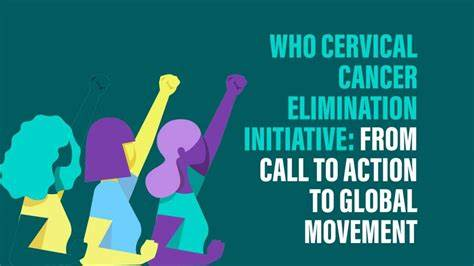 WHO CERVICAL
CANCER
ELIMINATION
INITIATIVE: FROM
CALL TO ACTION
TO GLOBAL
MOVEMENT